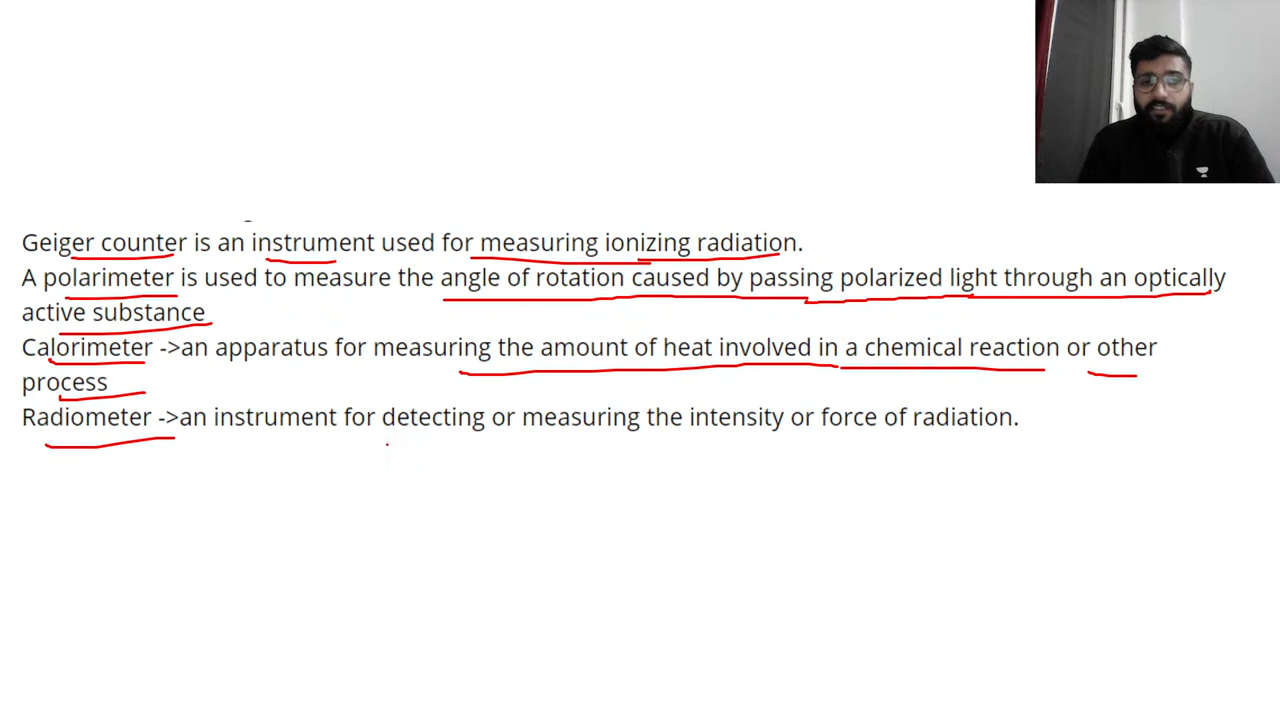 Geiger counter is an instrument used for measuring ionizing radiation.
A polarimeter is used to measure the angle of rotation caused by passing polarized light through an optically
active substance
Calorimeter ->an apparatus for measuring the amount of heat involved in a chemical reaction or other
process
Radiometer ->an instrument for detecting or measuring the intensity or force of radiation.